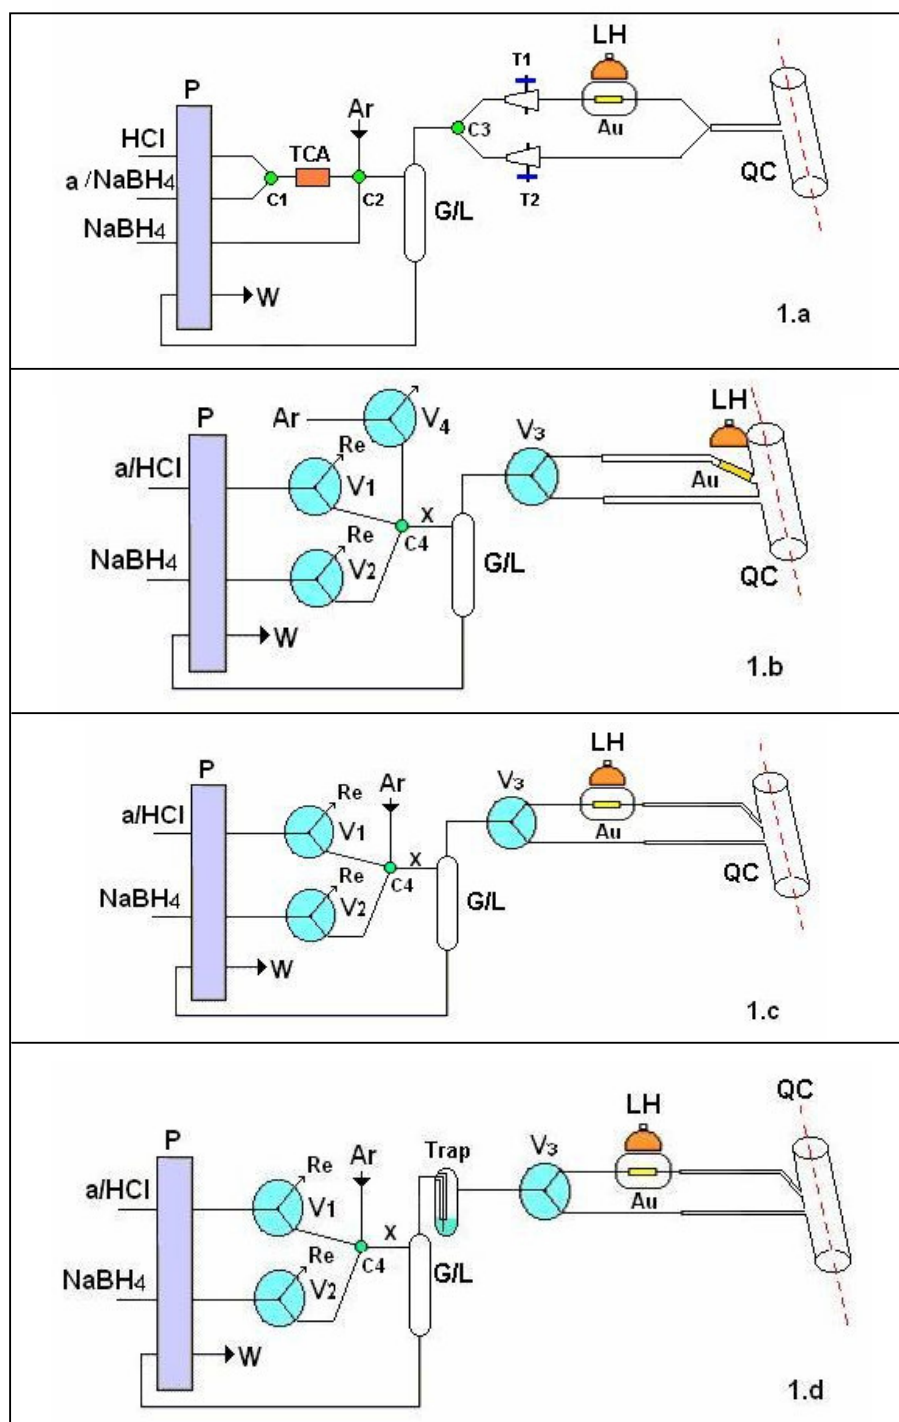 LH
T1
P
Ar
Au
HCl
C3
TCA
a /NaBH4
C1
C2
T2
QC
NaBH4
G/L
W
1.a
P
Ar
V4
LH
V3
a/HCl
Re
V1
Au
X
Re
C4
NaBH4
V2
G/L
QC
W
1.b
P
LH
V3
Re
Ar
a/HCl
V1
Au
X
Re
C4
QC
NaBH4
V2
G/L
W
1.c
QC
P
LH
Trap
V3
Re
Ar
a/HCl
V1
Au
X
Re
C4
NaBH4
V2
G/L
W
1.d